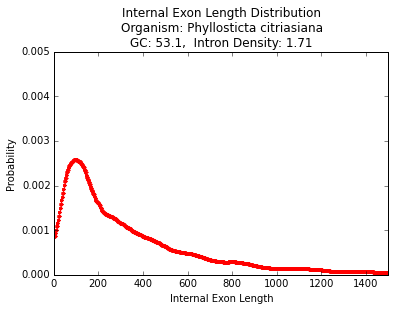 Internal Exon Length Distribution
Organism: Phyllosticta citriasiana
GC: 53.1,  Intron Density: 1.71
0.005
0.004
0.003
0.002
0.001
0.000
Probability
0 200 400 600 800 1000 1200 1400
Internal Exon Length